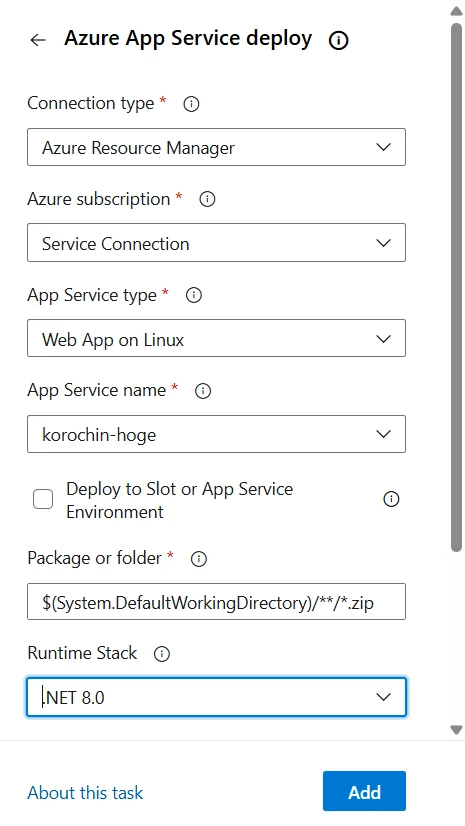 Azure App Service deploy
Connection type *
Azure Resource Manager
Azure subscription *
Service Connection
App Service type *
Web App on Linux
App Service name *
korochin-hoge
Deploy to Slot or App Service
Environment
Package or folder *
$(System.DefaultWorkingDirectory)/**/*.zip
Runtime Stack
.NET 8.0
About this task
Add